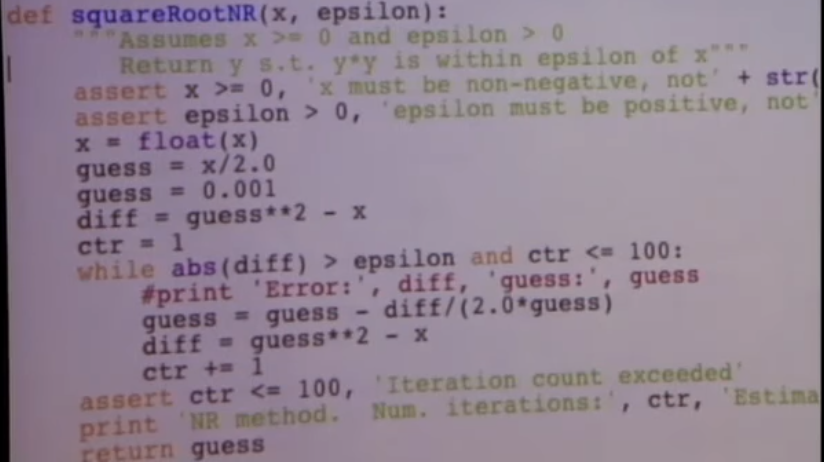 def squareRootNR(x, epsilon):
    """Assumes x >= 0 and epsilon > 0
       Return y s.t. y*y is within epsilon of x"""
    assert x >= 0, 'x must be non-negative, not' + str(
    assert epsilon > 0, 'epsilon must be positive, not'
    x = float(x)
    guess = x/2.0
    guess = 0.001
    diff = guess**2 - x
    ctr = 1
    while abs(diff) > epsilon and ctr <= 100:
        #print 'Error:', diff, 'guess:', guess
        guess = guess - diff/(2.0*guess)
        diff = guess**2 - x
        ctr += 1
    assert ctr <= 100, 'Iteration count exceeded'
    print 'NR method.  Num. iterations:', ctr, 'Estima
    return guess